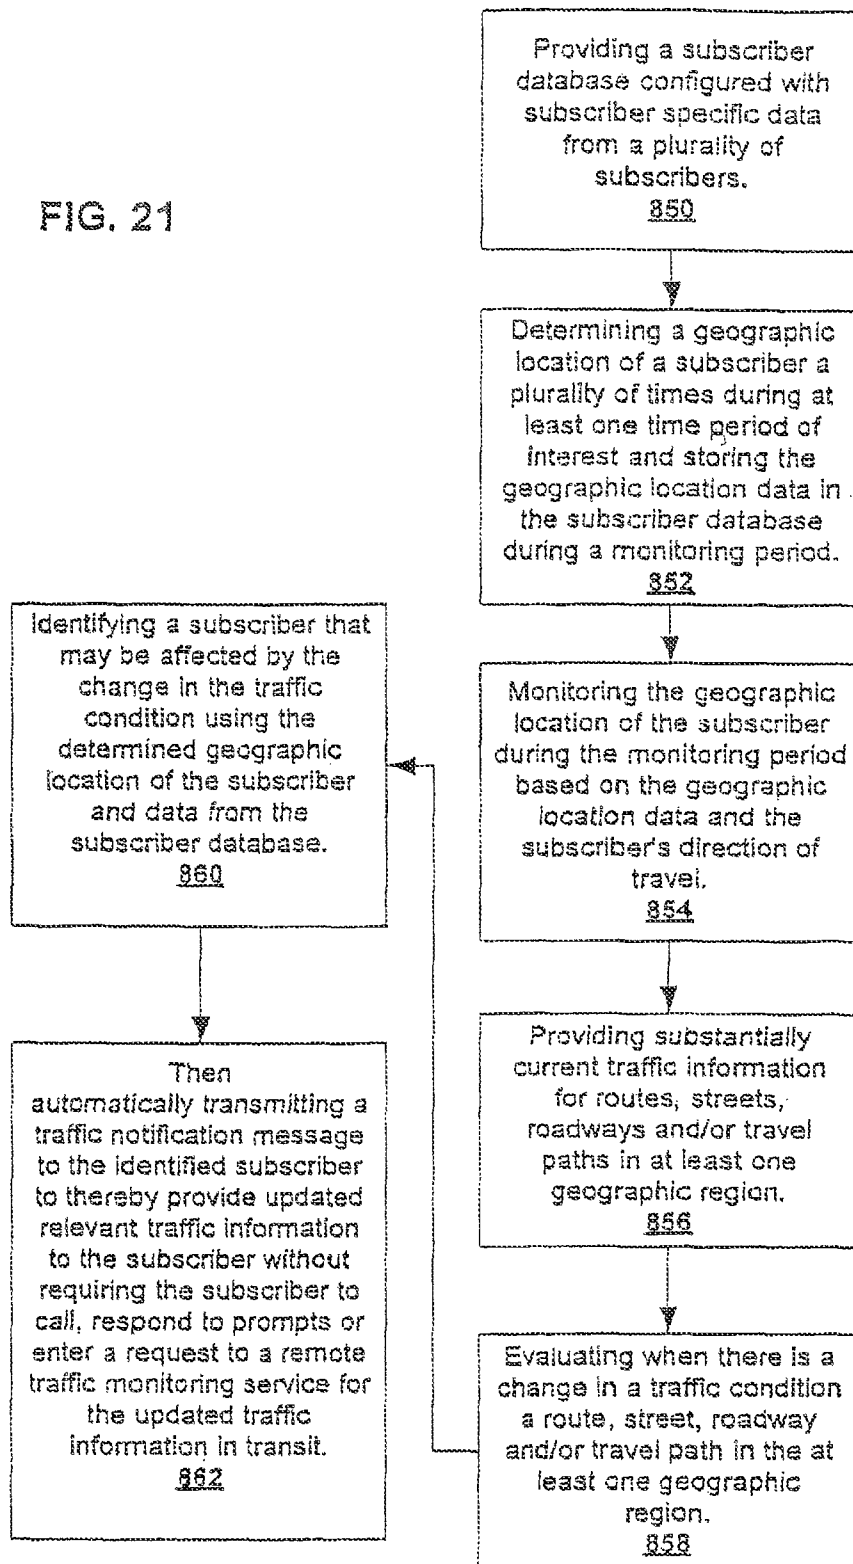 FIG. 21
Providing a subscriber
database configured with
subscriber specific data
from a plurality of
subscribers.
850
Determining a geographic
location of a subscriber a
plurality of times during at
least one time period of
interest and storing the
geographic location data in
the subscriber database
during a monitoring period.
852
Monitoring the geographic
location of the subscriber
during the monitoring period
based on the geographic
location data and the
subscriber's direction of
travel.
854
Providing substantially
current traffic information
for routes, streets,
roadways and/or travel
paths in at least one
geographic region.
856
Evaluating when there is a
change in a traffic condition
a route, street, roadway
and/or travel path in the at
least one geographic
region.
858
Identifying a subscriber that
may be affected by the
change in the traffic
condition using the
determined geographic
location of the subscriber
and data from the
subscriber database.
860
Then
automatically transmitting a
traffic notification message
to the identified subscriber
to thereby provide updated
relevant traffic information
to the subscriber without
requiring the subscriber to
call, respond to prompts or
enter a request to a remote
traffic monitoring service for
the updated traffic
information in transit.
862